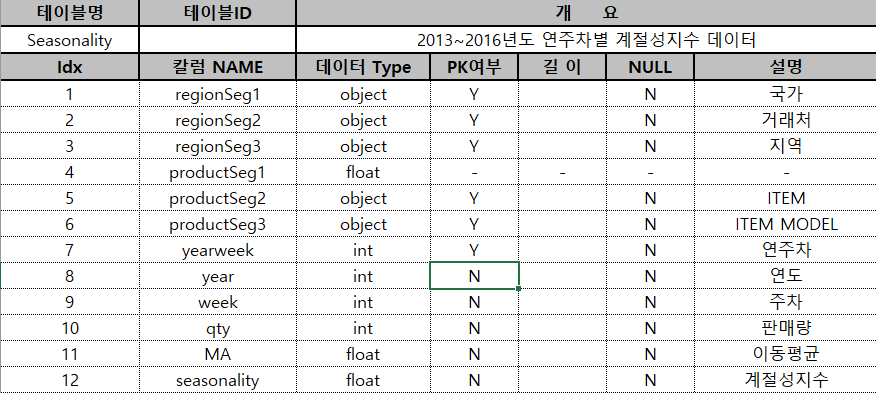 테이블명 테이블ID 개 요
Seasonality 2013~2016년도 연주차별 계절성지수 데이터
Idx 칼럼 NAME 데이터 Type PK여부 길 이 NULL 설명
1 regionSeg1 object Y N 국가
2 regionSeg2 object Y N 거래처
3 regionSeg3 object Y N 지역
4 productSeg1 float - - - -
5 productSeg2 object Y N ITEM
6 productSeg3 object Y N ITEM MODEL
7 yearweek int Y N 연주차
8 year int N N 연도
9 week int N N 주차
10 qty int N N 판매량
11 MA float N N 이동평균
12 seasonality float N N 계절성지수